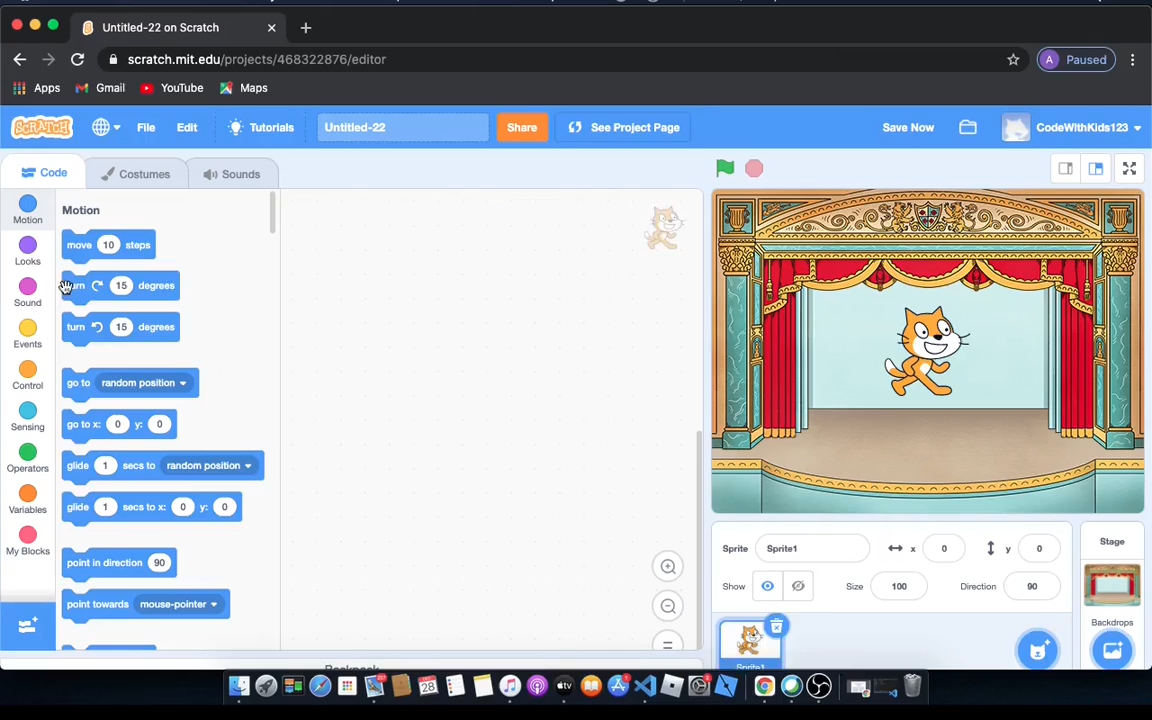 Untitled-22 on Scratch
scratch.mit.edu/projects/468322876/editor
A Paused
Apps Gmail YouTube Maps
SCRATCH File Edit Tutorials Untitled-22 Share See Project Page Save Now CodeWithKids123
Code Costumes Sounds
Motion
Looks
Sound
Events
Control
Sensing
Operators
Variables
My Blocks
Motion
move 10 steps
15 degrees
turn 15 degrees
go to random position
go to x: 0 y: 0
glide 1 secs to random position
glide 1 secs to x: 0 y: 0
point in direction 90
point towards mouse-pointer
Sprite Sprite1 x 0 y 0
Show Size 100 Direction 90
Sprite1
Stage
Backdrops
Backpack